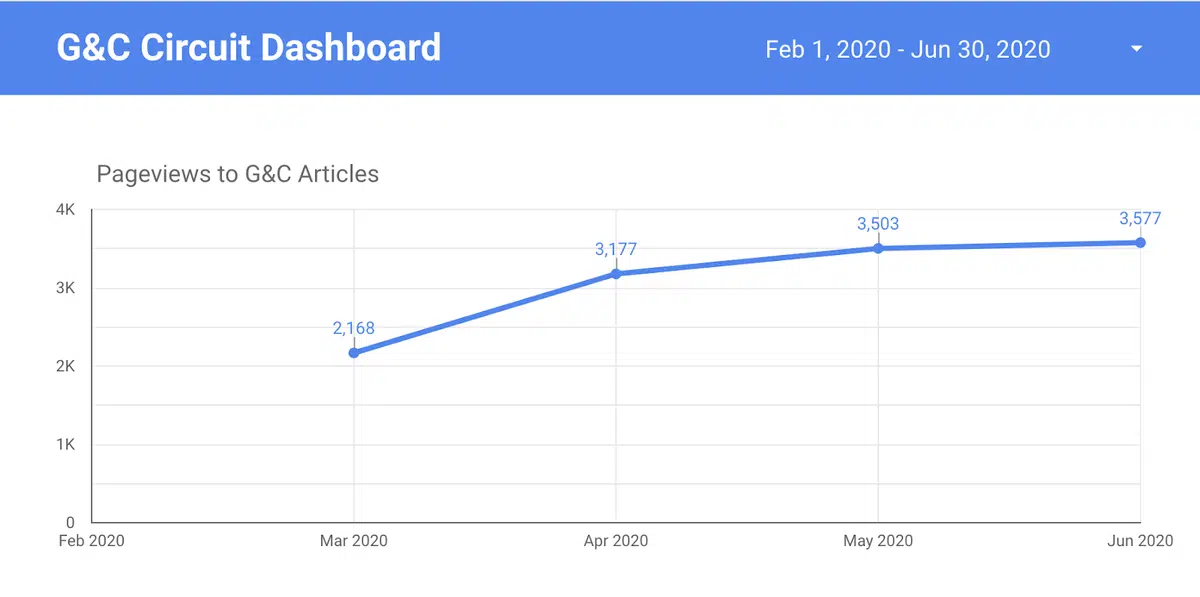 G&C Circuit Dashboard
Feb 1, 2020 - Jun 30, 2020
Pageviews to G&C Articles
4K
3K
2K
1K
0
2,168
3,177
3,503
3,577
Feb 2020
Mar 2020
Apr 2020
May 2020
Jun 2020